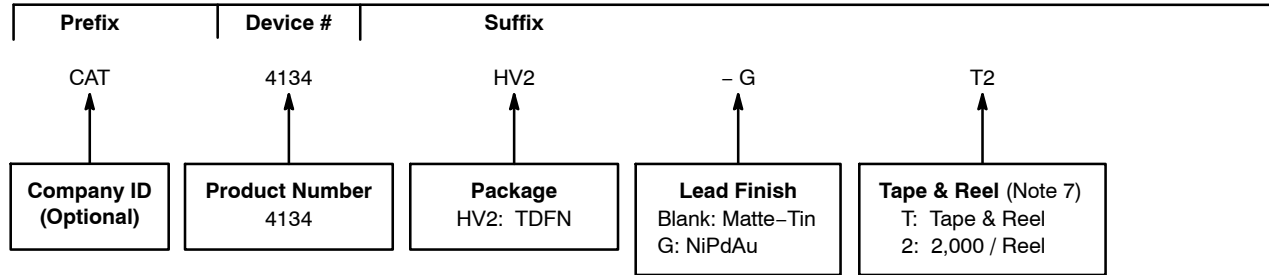 Prefix Device # Suffix
CAT 4134 HV2 – G T2
Company ID
(Optional)
Product Number
4134
Package
HV2: TDFN
Lead Finish
Blank: Matte−Tin
G: NiPdAu
Tape & Reel (Note 7)
T: Tape & Reel
2: 2,000 / Reel